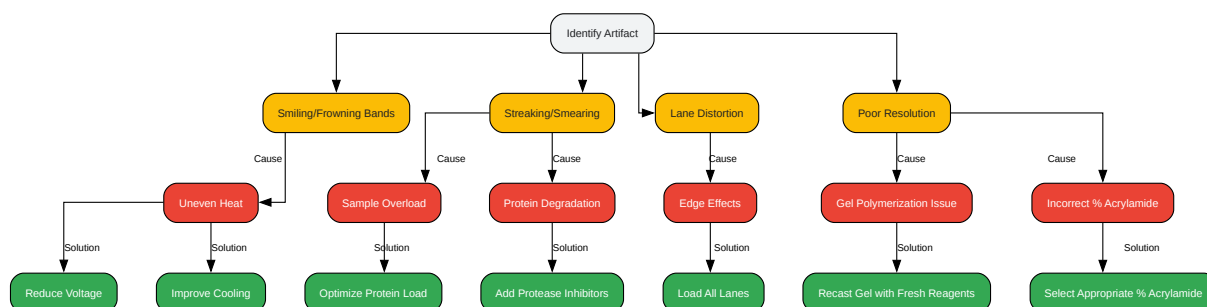 Identify Artifact
Smiling/Frowning Bands
Streaking/Smearing
Lane Distortion
Poor Resolution
Cause
Cause
Cause
Cause
Cause
Cause
Uneven Heat
Sample Overload
Protein Degradation
Edge Effects
Gel Polymerization Issue
Incorrect % Acrylamide
Solution
Solution
Solution
Solution
Solution
Solution
Solution
Reduce Voltage
Improve Cooling
Optimize Protein Load
Add Protease Inhibitors
Load All Lanes
Recast Gel with Fresh Reagents
Select Appropriate % Acrylamide